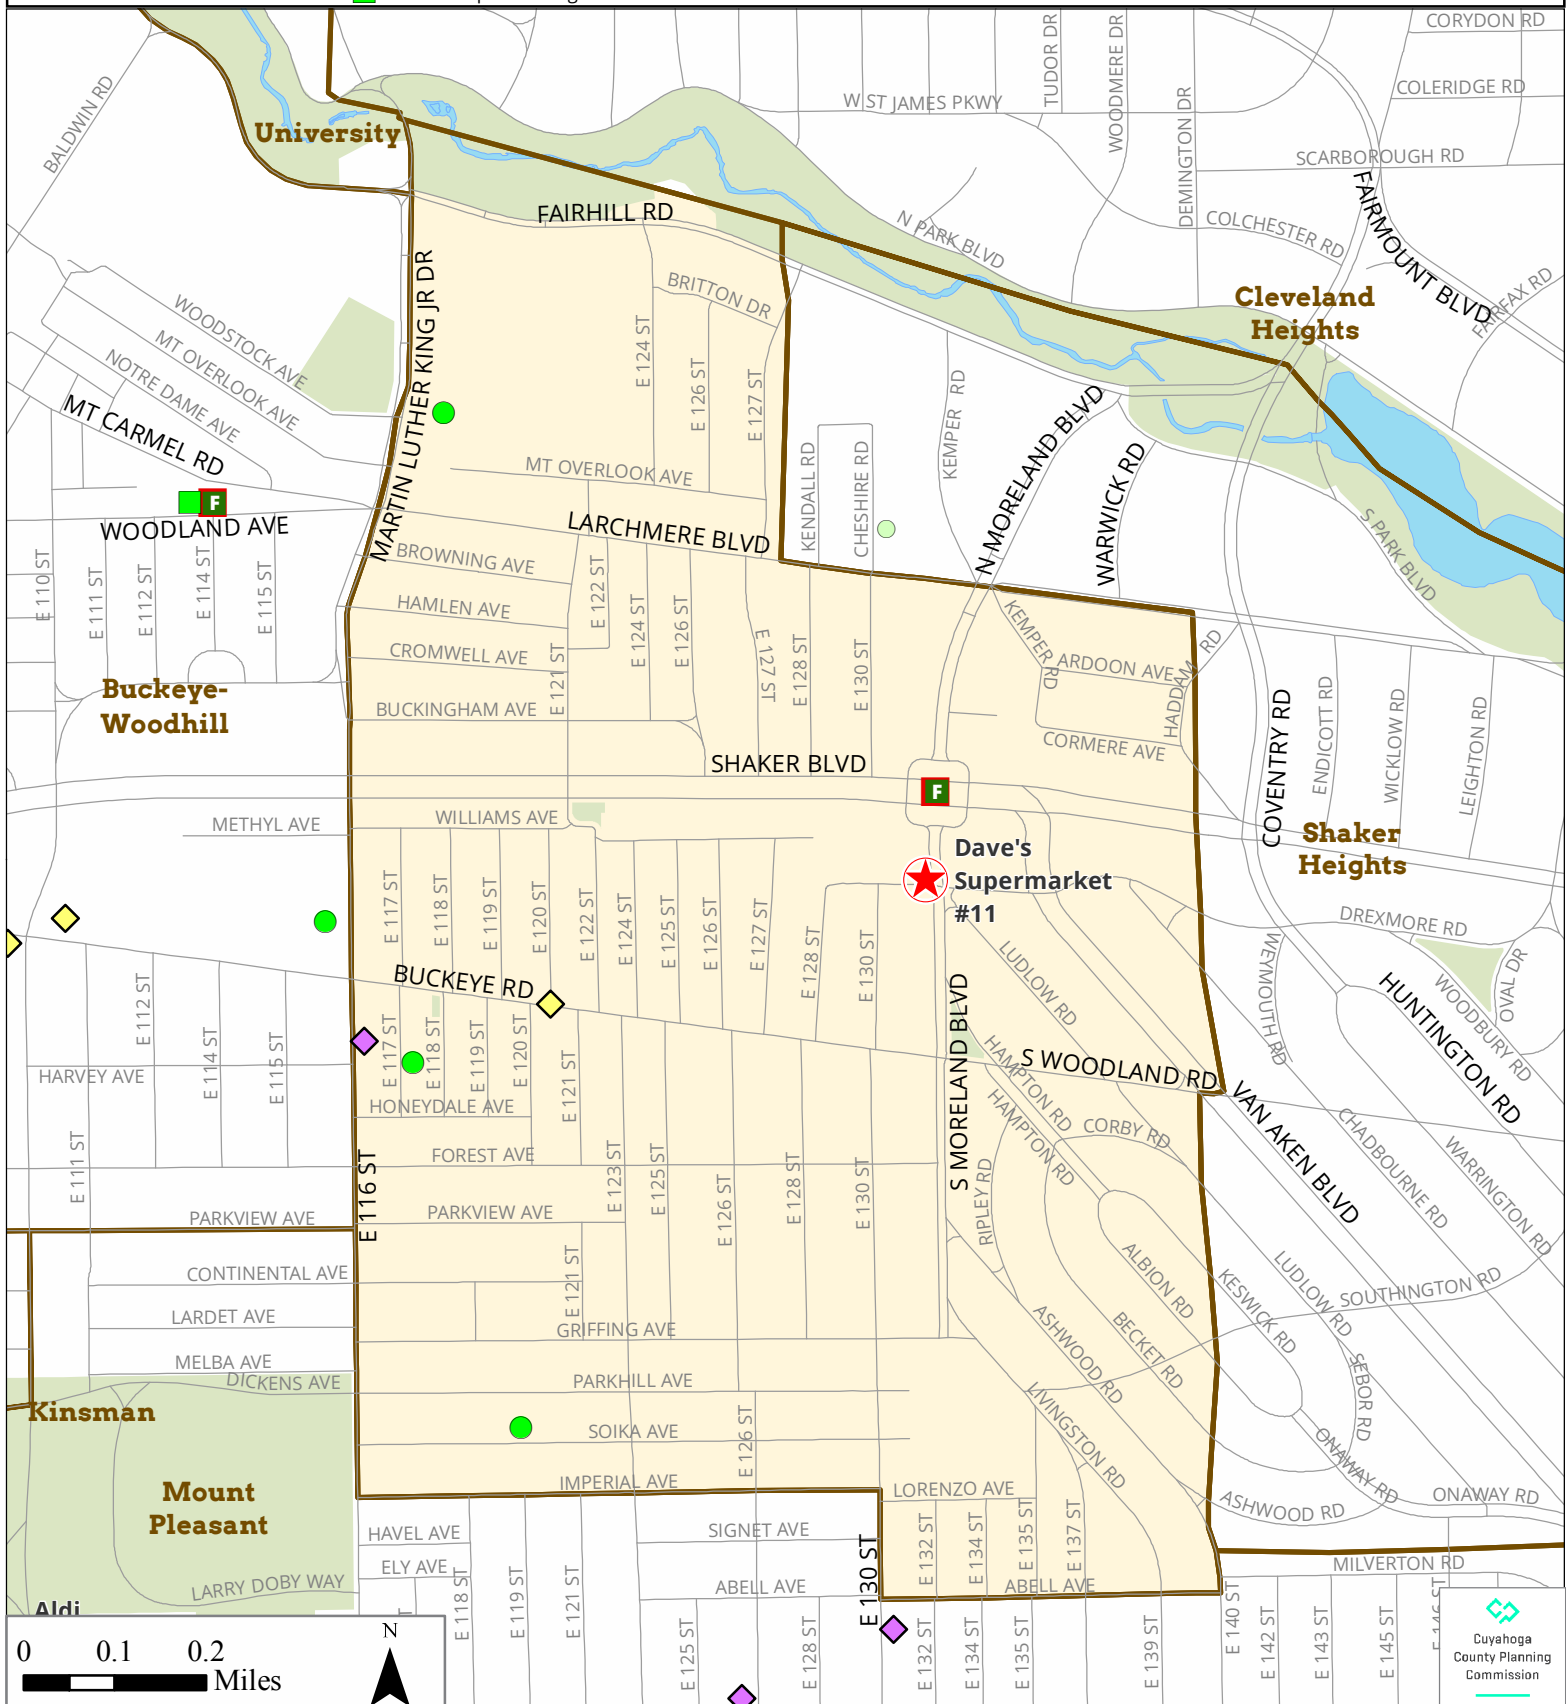 CORYDON RD
TUDOR DR
WOODMERE DR
COLERIDGE RD
BALDWIN RD
W ST JAMES PKWY
DEMINGTON DR
University
SCARBOROUGH RD
FAIRMOUNT BLVD
FAIRHILL RD
N PARK BLVD
COLCHESTER RD
MARTIN LUTHER KING JR DR
BRITTON DR
Cleveland
Heights
FAIRFAX RD
WOODSTOCK AVE
MT OVERLOOK AVE
NOTRE DAME AVE
MT CARMEL RD
E 124 ST
E 126 ST
E 127 ST
KEMPER RD
N MORELAND BLVD
WARWICK RD
KENDALL RD
CHESHIRE RD
MT OVERLOOK AVE
F
WOODLAND AVE
LARCHMERE BLVD
S PARK BLVD
E 110 ST
E 111 ST
E 112 ST
E 114 ST
E 115 ST
BROWNING AVE
HAMLEN AVE
CROMWELL AVE
E 122 ST
E 124 ST
E 126 ST
E 127 ST
E 128 ST
E 130 ST
E 121 ST
KEMPER RD
ARDOON AVE
HADDAM RD
Buckeye-
Woodhill
BUCKINGHAM AVE
CORMERE AVE
COVENTRY RD
ENDICOTT RD
WICKLOW RD
LEIGHTON RD
SHAKER BLVD
F
METHYL AVE
WILLIAMS AVE
Shaker
Heights
Dave's
Supermarket
#11
E 117 ST
E 118 ST
E 119 ST
E 120 ST
E 122 ST
E 124 ST
E 125 ST
E 126 ST
E 127 ST
E 128 ST
E 130 ST
DREXMORE RD
LUDLOW RD
WEYMOUTH RD
WOODBURY RD
OVAL DR
HUNTINGTON RD
BUCKEYE RD
S MORELAND BLVD
E 112 ST
E 114 ST
E 115 ST
E 117 ST
E 118 ST
E 119 ST
E 120 ST
E 121 ST
HARVEY AVE
HONEYDALE AVE
HAMPTON RD
HAMPTON RD
S WOODLAND RD
VAN AKEN BLVD
CORBY RD
CHADBOURNE RD
WARRINGTON RD
E 111 ST
FOREST AVE
E 116 ST
E 123 ST
E 125 ST
E 126 ST
E 128 ST
E 130 ST
RIPLEY RD
PARKVIEW AVE
PARKVIEW AVE
CONTINENTAL AVE
E 121 ST
ALBION RD
KESWICK RD
LUDLOW RD
SOUTHINGTON RD
LARDET AVE
GRIFFING AVE
ASHWOOD RD
BECKET RD
MELBA AVE
DICKENS AVE
PARKHILL AVE
SEBOR RD
Kinsman
SOIKA AVE
E 126 ST
LIVINGSTON RD
ONAWAY RD
IMPERIAL AVE
LORENZO AVE
ASHWOOD RD
ONAWAY RD
Mount
Pleasant
HAVEL AVE
SIGNET AVE
E 132 ST
E 134 ST
E 135 ST
E 137 ST
ELY AVE
E 130 ST
MILVERTON RD
LARRY DOBY WAY
ABELL AVE
ABELL AVE
Aldi
E 118 ST
E 119 ST
E 121 ST
E 125 ST
E 128 ST
E 132 ST
E 134 ST
E 135 ST
E 139 ST
E 140 ST
E 142 ST
E 143 ST
E 145 ST
N
0 0.1 0.2
Miles
Cuyahoga
County Planning
Commission